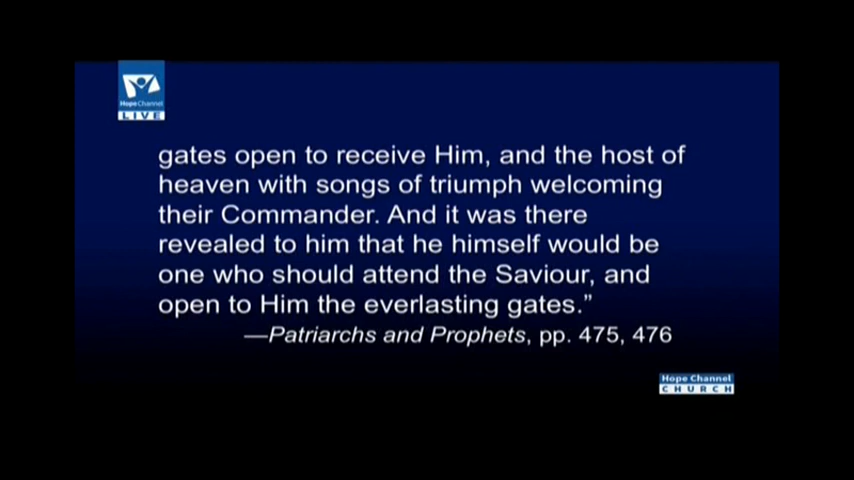 Hope Channel
LIVE
gates open to receive Him, and the host of
heaven with songs of triumph welcoming
their Commander. And it was there
revealed to him that he himself would be
one who should attend the Saviour, and
open to Him the everlasting gates.”
—Patriarchs and Prophets, pp. 475, 476
Hope Channel
CHURCH